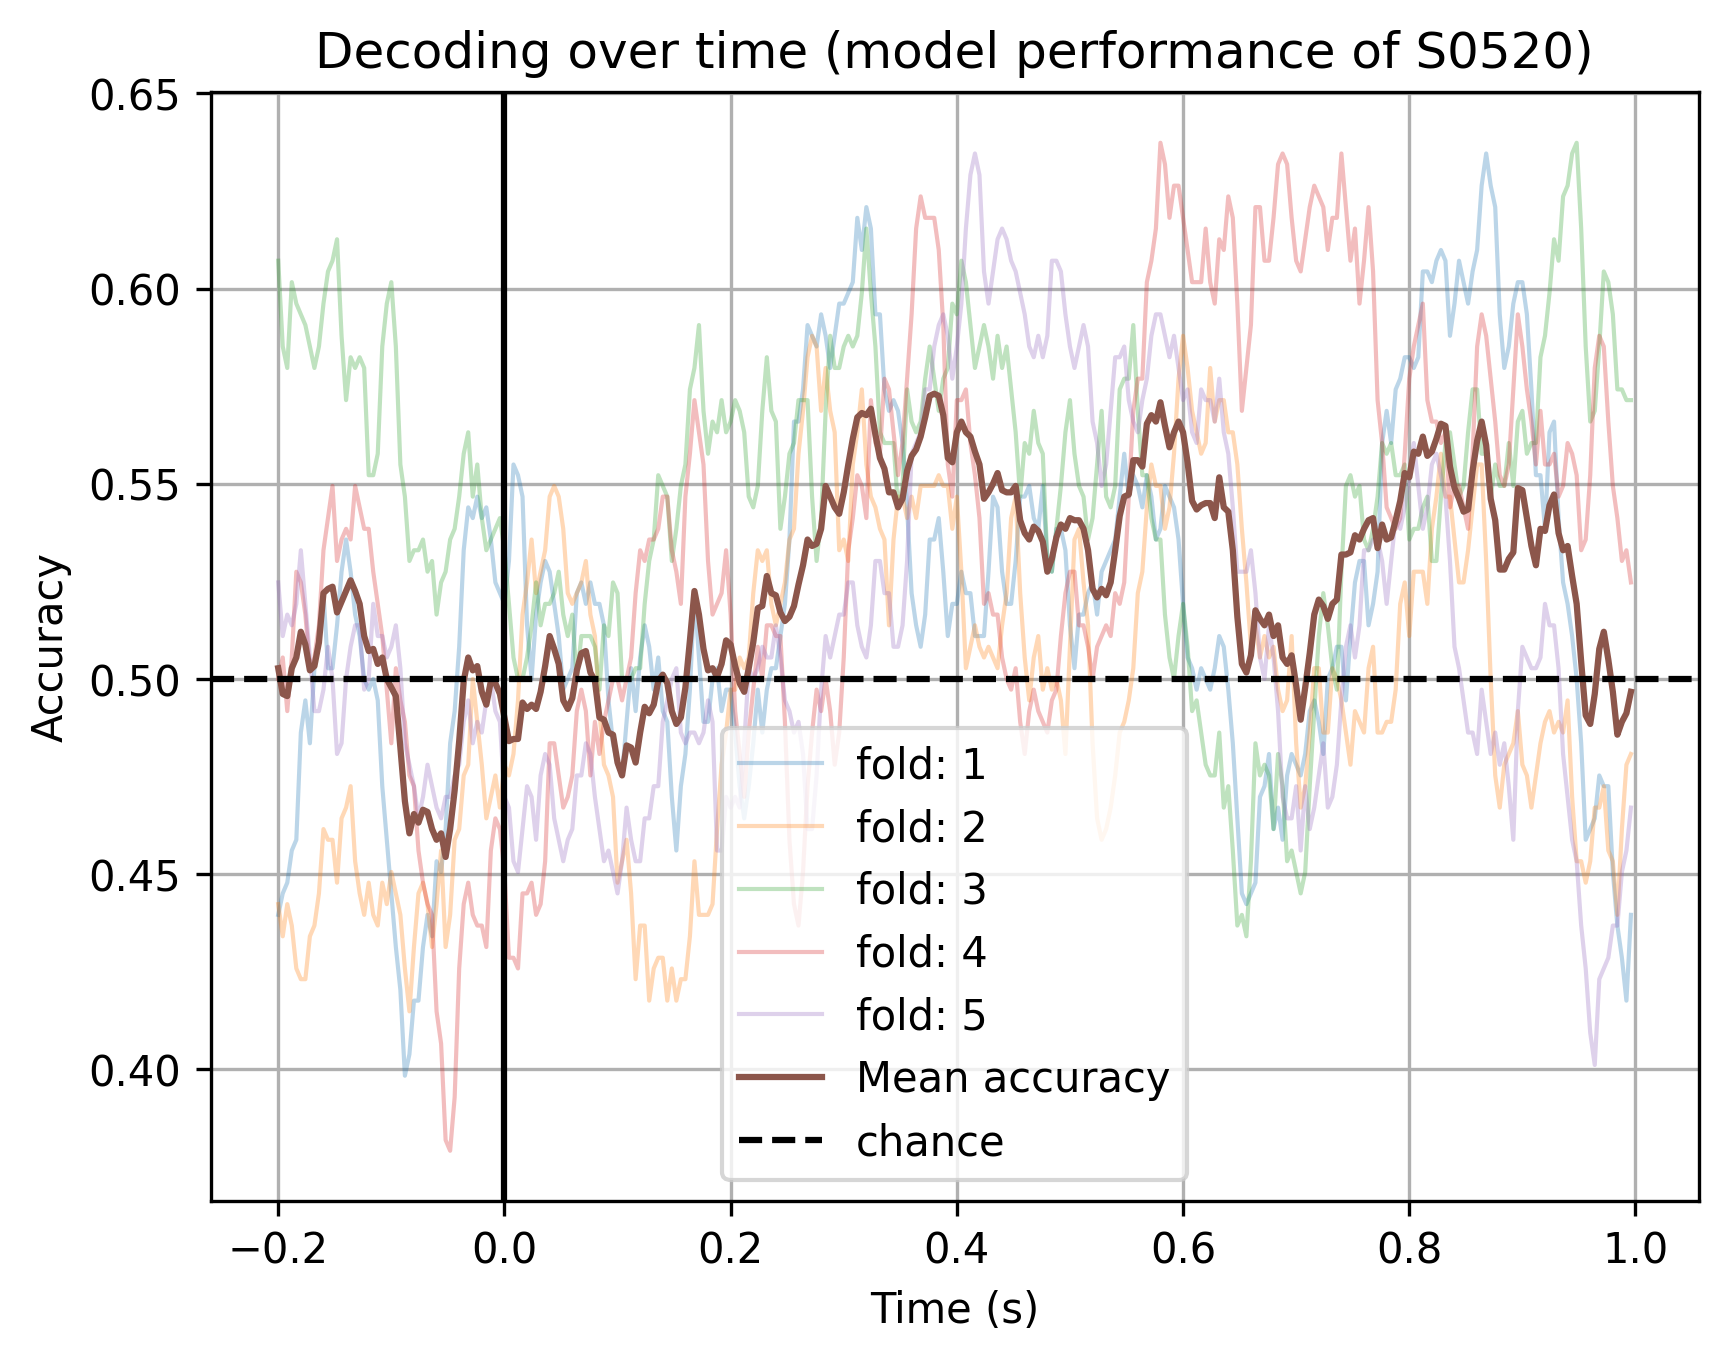 Decoding over time (model performance of S0520)
0.65
0.60
0.55
0.50
0.45
0.40
Accuracy
fold: 1
fold: 2
fold: 3
fold: 4
fold: 5
Mean accuracy
chance
−0.2 0.0 0.2 0.4 0.6 0.8 1.0
Time (s)